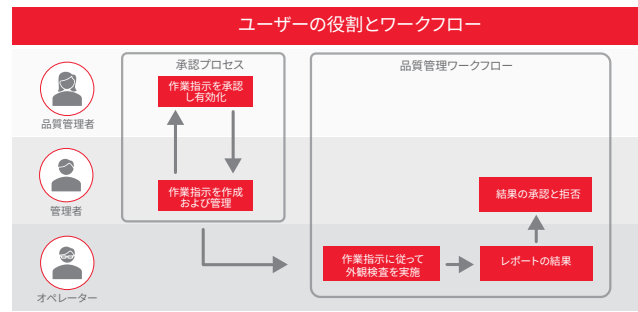 ユーザーの役割とワークフロー
承認プロセス
品質管理ワークフロー
作業指示を承認
し有効化
品質管理者
作業指示を作成
および管理
結果の承認と拒否
管理者
作業指示に従って
外観検査を実施
レポートの結果
オペレーター